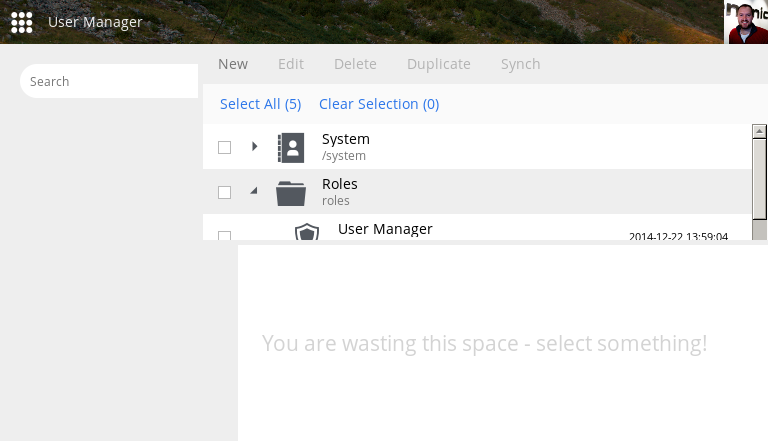 User Manager
Search
New Edit Delete Duplicate Synch
Select All (5) Clear Selection (0)
System
/system
Roles
roles
User Manager
2014-12-22 13:59:04
You are wasting this space - select something!